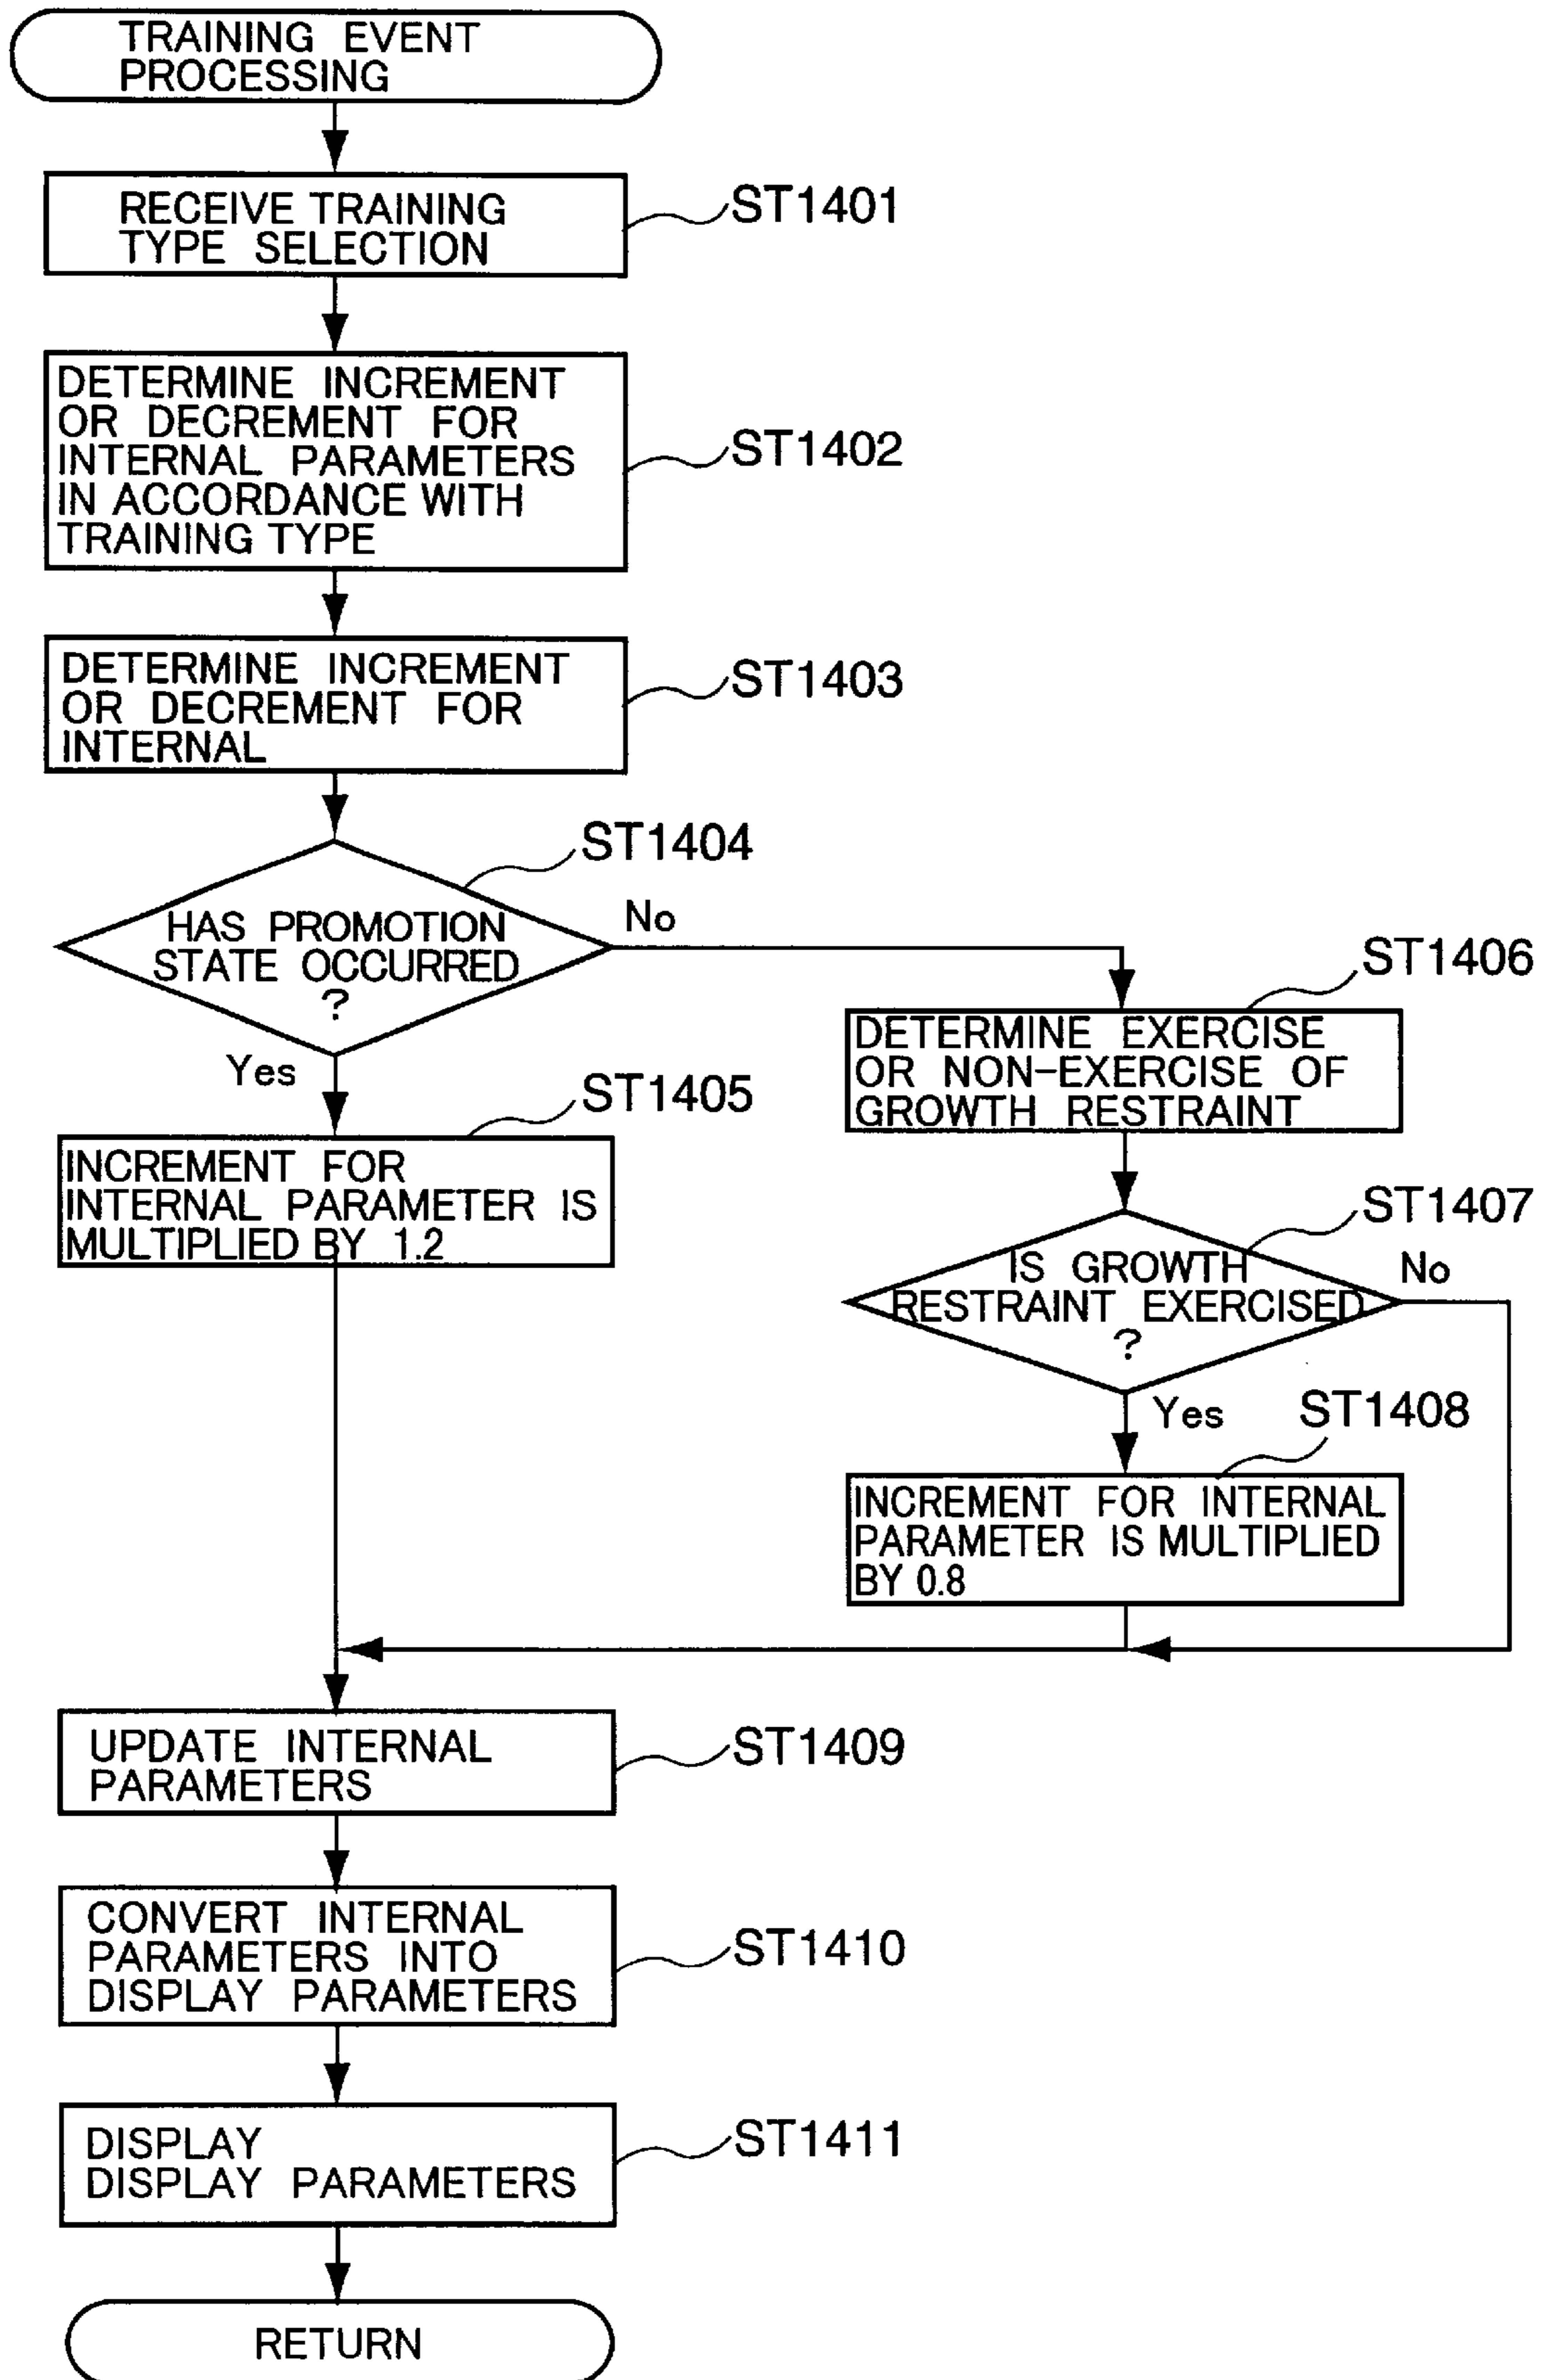 TRAINING EVENT
PROCESSING
RECEIVE TRAINING
TYPE SELECTION
ST1401
DETERMINE INCREMENT
OR DECREMENT FOR
INTERNAL PARAMETERS
IN ACCORDANCE WITH
TRAINING TYPE
ST1402
DETERMINE INCREMENT
OR DECREMENT FOR
INTERNAL
ST1403
ST1404
HAS PROMOTION
STATE OCCURRED
?
No
Yes
ST1405
INCREMENT FOR
INTERNAL PARAMETER IS
MULTIPLIED BY 1.2
ST1406
DETERMINE EXERCISE
OR NON-EXERCISE OF
GROWTH RESTRAINT
ST1407
IS GROWTH
RESTRAINT EXERCISED
?
No
Yes
ST1408
INCREMENT FOR INTERNAL
PARAMETER IS MULTIPLIED
BY 0.8
UPDATE INTERNAL
PARAMETERS
ST1409
CONVERT INTERNAL
PARAMETERS INTO
DISPLAY PARAMETERS
ST1410
DISPLAY
DISPLAY PARAMETERS
ST1411
RETURN